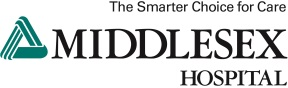 The Smarter Choice for Care
MIDDLESEX
HOSPITAL